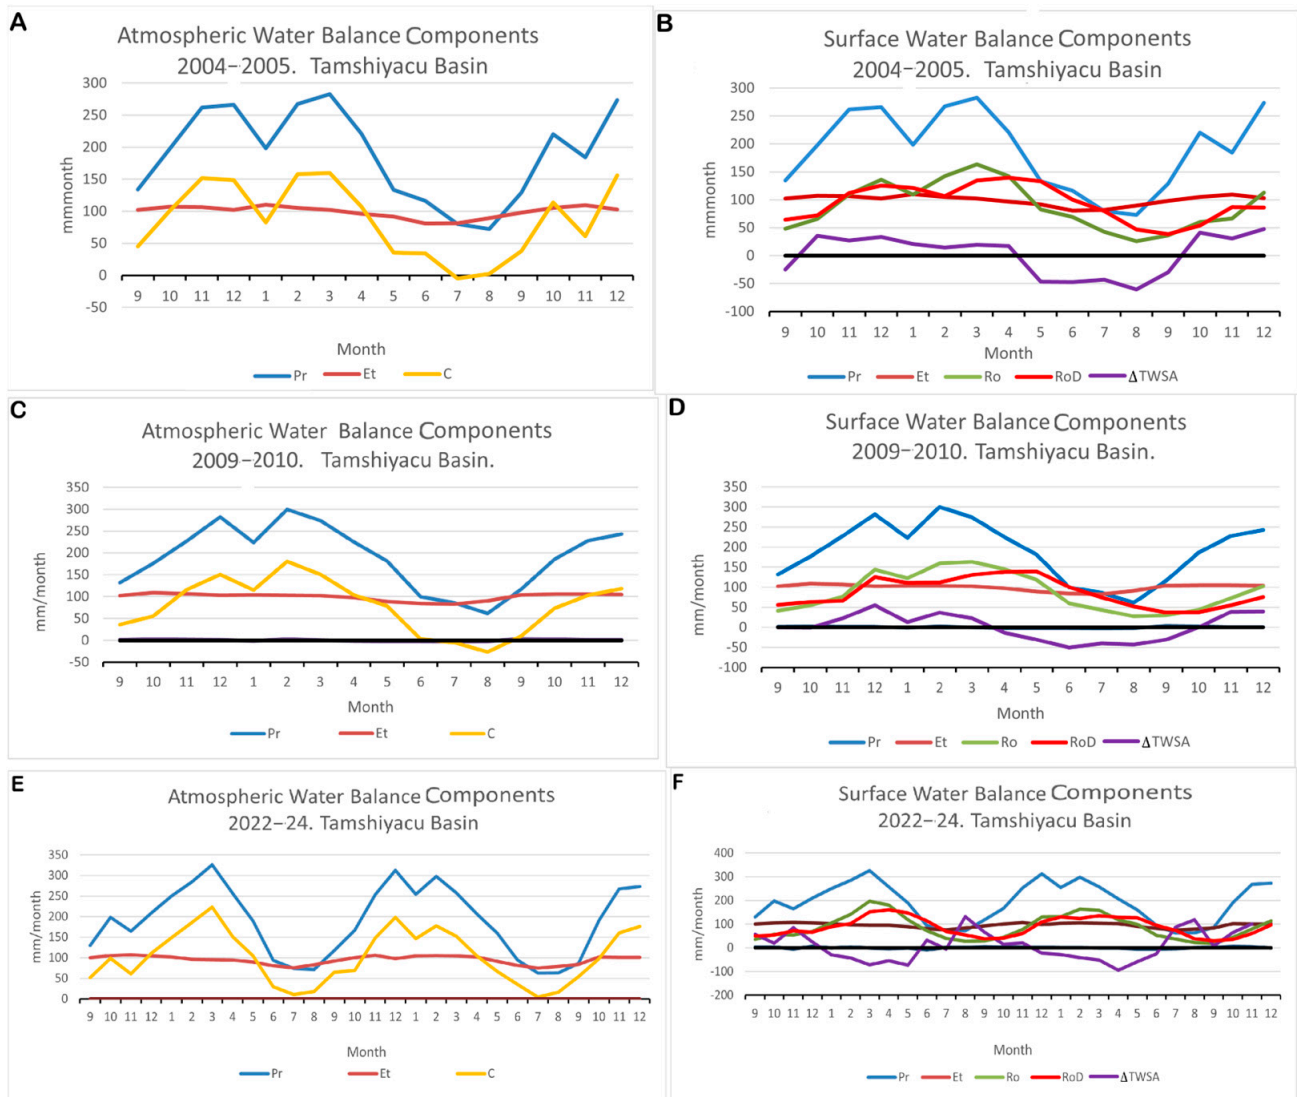 A
Atmospheric Water Balance Components
2004–2005. Tamshiyacu Basin
300
250
200
150
100
50
0
-50
mmmonth
9 10 11 12 1 2 3 4 5 6 7 8 9 10 11 12
Month
Pr Et C
B
Surface Water Balance Components
2004–2005. Tamshiyacu Basin
300
250
200
150
100
50
0
-50
-100
mmmonth
9 10 11 12 1 2 3 4 5 6 7 8 9 10 11 12
Month
Pr Et Ro RoD ΔTWSA
C
Atmospheric Water Balance Components
2009–2010. Tamshiyacu Basin.
350
300
250
200
150
100
50
0
-50
mm/month
9 10 11 12 1 2 3 4 5 6 7 8 9 10 11 12
Month
Pr Et C
D
Surface Water Balance Components
2009–2010. Tamshiyacu Basin.
350
300
250
200
150
100
50
0
-50
-100
mm/month
9 10 11 12 1 2 3 4 5 6 7 8 9 10 11 12
Month
Pr Et Ro RoD ΔTWSA
E
Atmospheric Water Balance Components
2022–24. Tamshiyacu Basin
350
300
250
200
150
100
50
0
mm/month
9 10 11 12 1 2 3 4 5 6 7 8 9 10 11 12 1 2 3 4 5 6 7 8 9 10 11 12
Month
Pr Et C
F
Surface Water Balance Components
2022–24. Tamshiyacu Basin
400
300
200
100
0
-100
-200
mm/month
9 10 11 12 1 2 3 4 5 6 7 8 9 10 11 12 1 2 3 4 5 6 7 8 9 10 11 12
Month
Pr Et Ro RoD ΔTWSA